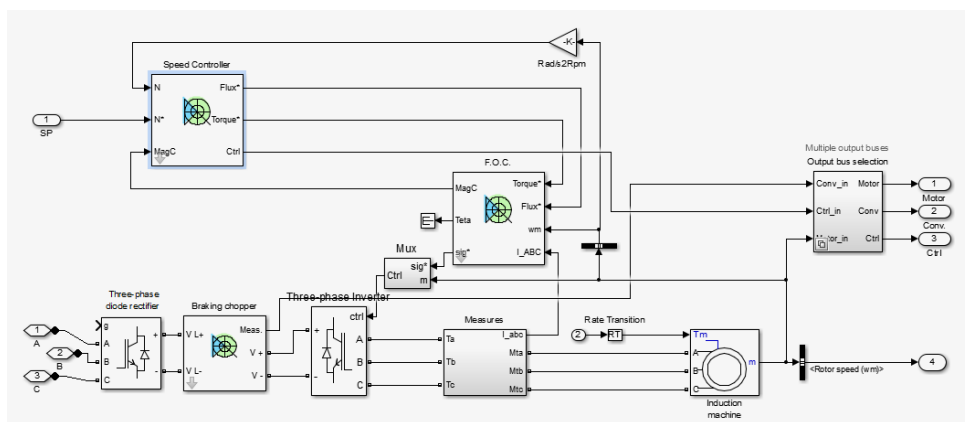 -K-
Rad/s2Rpm
Speed Controller
N
Flux*
1
SP
N*
Torque*
MagC
Ctrl
F.O.C.
MagC
Torque*
Flux*
Teta
wm
sig*
I_ABC
Multiple output buses
Output bus selection
Conv_in
Motor
1
Motor
Ctrl_in
Conv
2
Conv.
Ctrl
3
Ctrl
Mux
Ctrl
sig*
m
Three-phase
diode rectifier
g
A
B
C
+
-
1
A
2
B
3
C
Braking chopper
V L+
V L-
Meas.
V +
V -
Three-phase Inverter
ctrl
+
-
A
B
C
Measures
Ta
Tb
Tc
I_abc
Mta
Mtb
Mtc
Rate Transition
2
RT
Tm
A
B
C
m
Induction
machine
<Rotor speed (wm)>
4